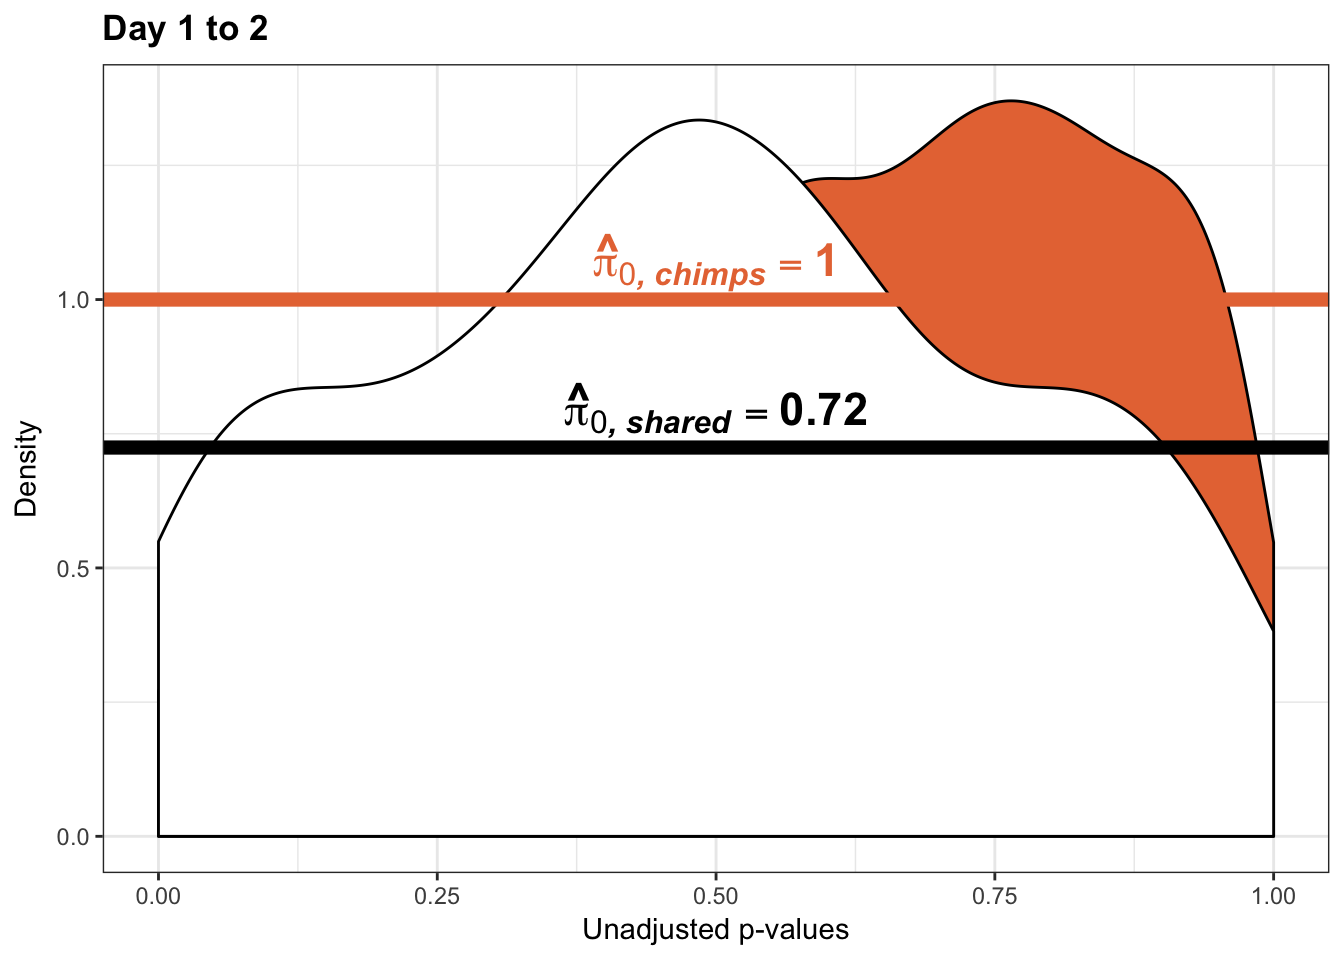 Day 1 to 2
π̂0, chimps = 1
π̂0, shared = 0.72
Density
1.0
0.5
0.0
0.00 0.25 0.50 0.75 1.00
Unadjusted p-values